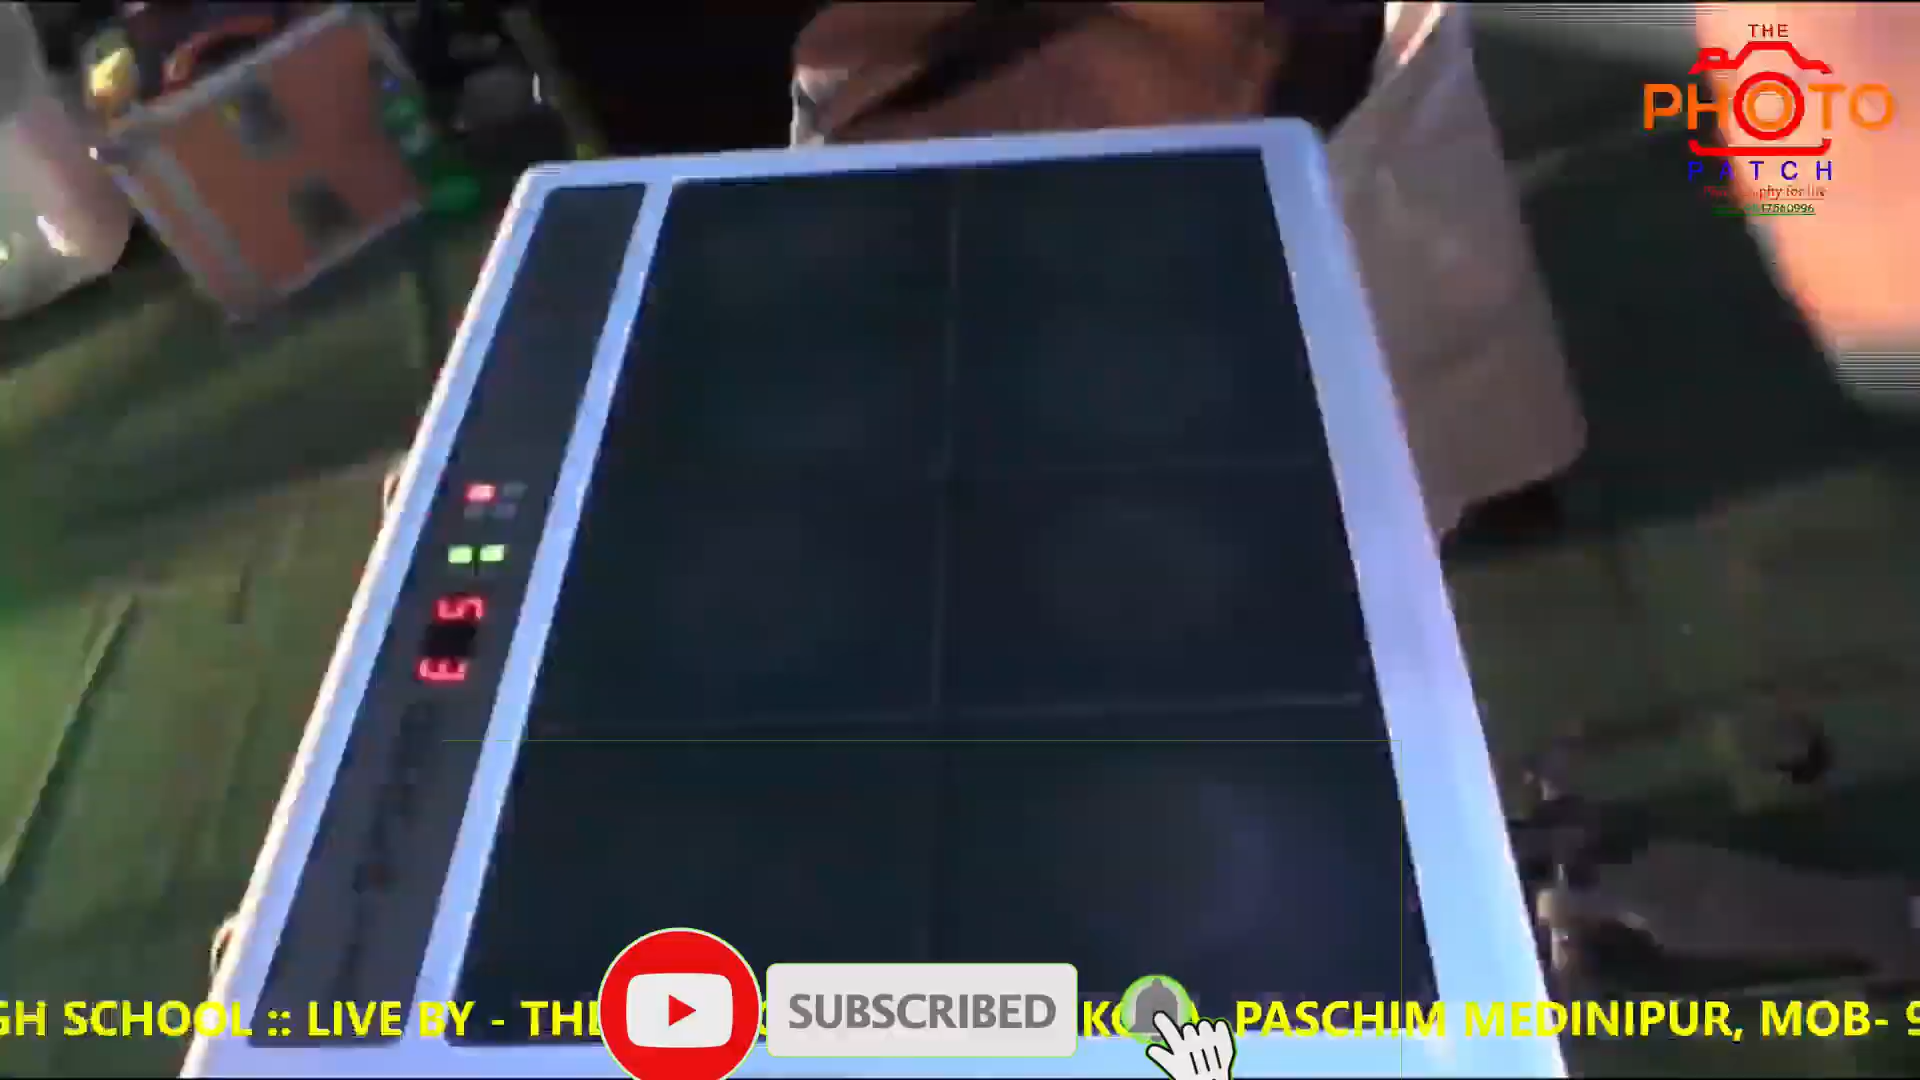 THE
PHOTO
PATCH
GH SCHOOL :: LIVE BY - THE PASCHIM MEDINIPUR, MOB- 9
SUBSCRIBED